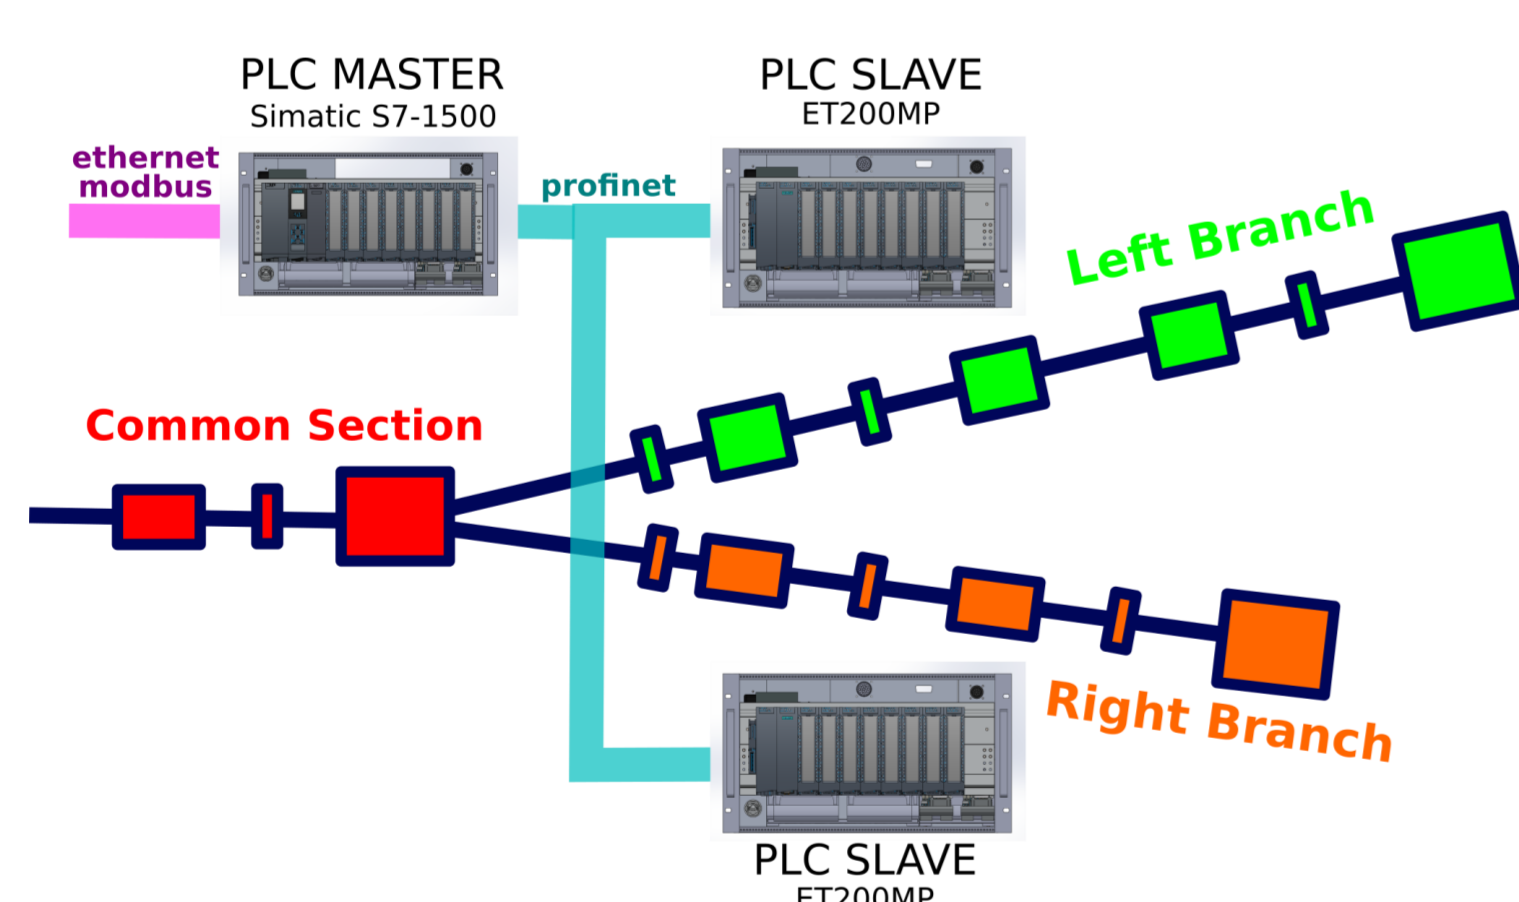 PLC MASTER
Simatic S7-1500
PLC SLAVE
ET200MP
ethernet
modbus
profinet
Left Branch
Common Section
Right Branch
PLC SLAVE
ET200MP